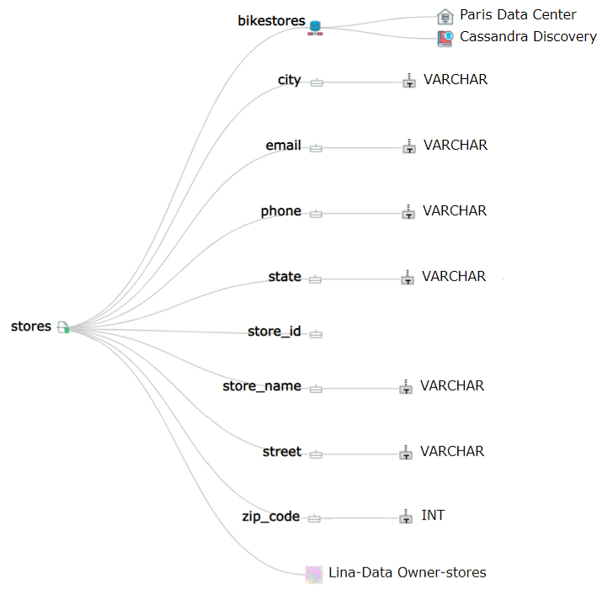 bikestores
Paris Data Center
Cassandra Discovery
city
VARCHAR
email
VARCHAR
phone
VARCHAR
state
VARCHAR
stores
store_id
store_name
VARCHAR
street
VARCHAR
zip_code
INT
Lina-Data Owner-stores